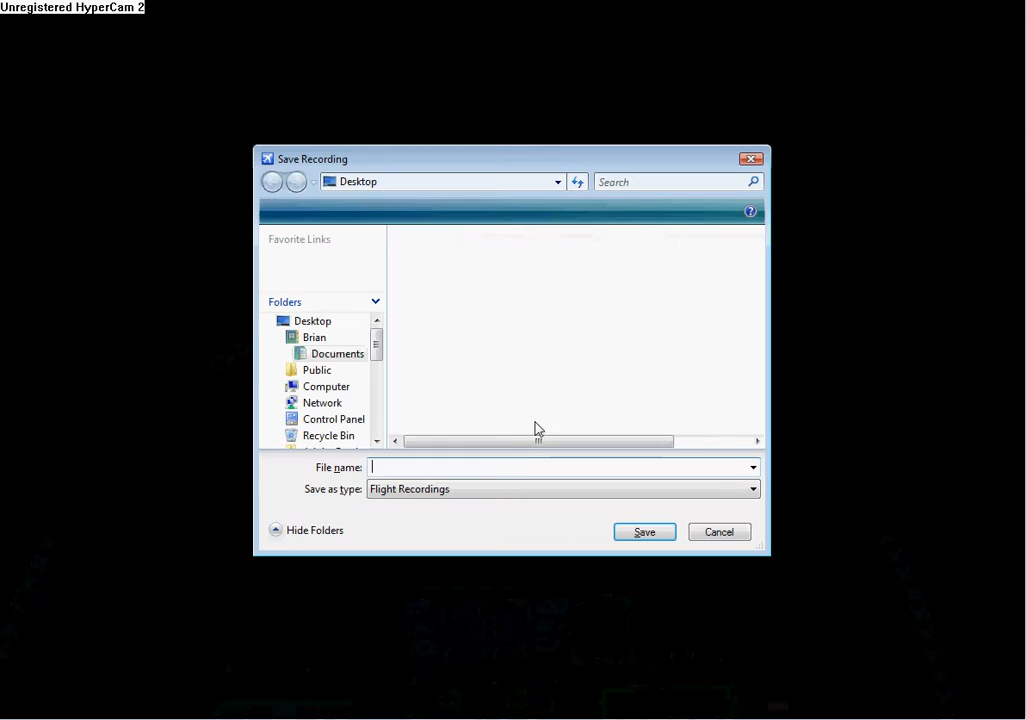 Unregistered HyperCam 2
Save Recording
Desktop
Search
Favorite Links
Folders
Desktop
Brian
Documents
Public
Computer
Network
Control Panel
Recycle Bin
File name:
Save as type: Flight Recordings
Hide Folders
Save
Cancel